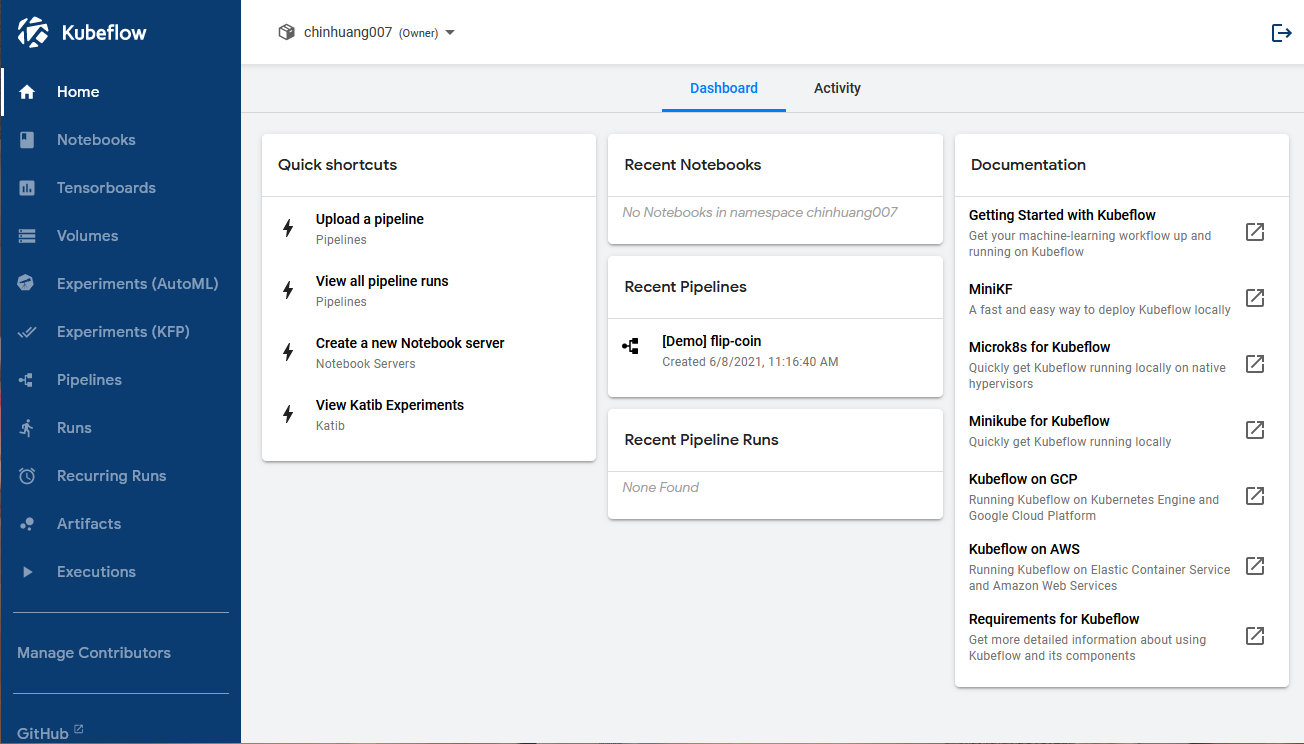 Kubeflow
Home
Notebooks
Tensorboards
Volumes
Experiments (AutoML)
Experiments (KFP)
Pipelines
Runs
Recurring Runs
Artifacts
Executions
Manage Contributors
GitHub
chinhuang007 (Owner)
Dashboard
Activity
Quick shortcuts
Upload a pipeline
Pipelines
View all pipeline runs
Pipelines
Create a new Notebook server
Notebook Servers
View Katib Experiments
Katib
Recent Notebooks
No Notebooks in namespace chinhuang007
Recent Pipelines
[Demo] flip-coin
Created 6/8/2021, 11:16:40 AM
Recent Pipeline Runs
None Found
Documentation
Getting Started with Kubeflow
Get your machine-learning workflow up and
running on Kubeflow
MiniKF
A fast and easy way to deploy Kubeflow locally
Microk8s for Kubeflow
Quickly get Kubeflow running locally on native
hypervisors
Minikube for Kubeflow
Quickly get Kubeflow running locally
Kubeflow on GCP
Running Kubeflow on Kubernetes Engine and
Google Cloud Platform
Kubeflow on AWS
Running Kubeflow on Elastic Container Service
and Amazon Web Services
Requirements for Kubeflow
Get more detailed information about using
Kubeflow and its components